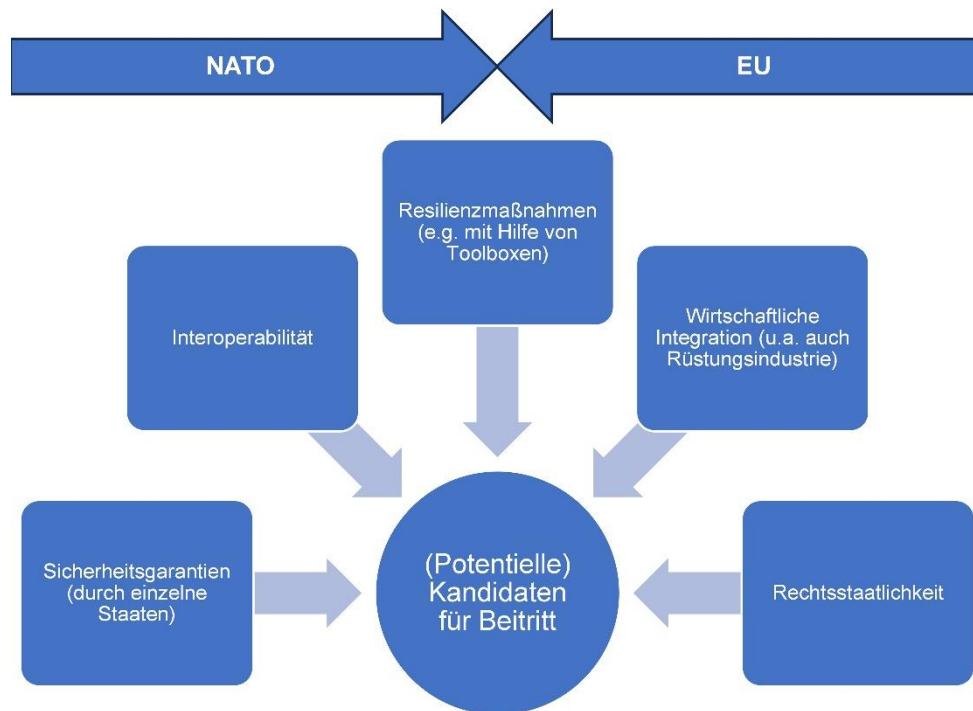 NATO
EU
Resilienzmaßnahmen
(e.g. mit Hilfe von
Toolboxen)
Interoperabilität
Wirtschaftliche
Integration (u.a. auch
Rüstungsindustrie)
Sicherheitsgarantien
(durch einzelne
Staaten)
(Potentielle)
Kandidaten
für Beitritt
Rechtsstaatlichkeit